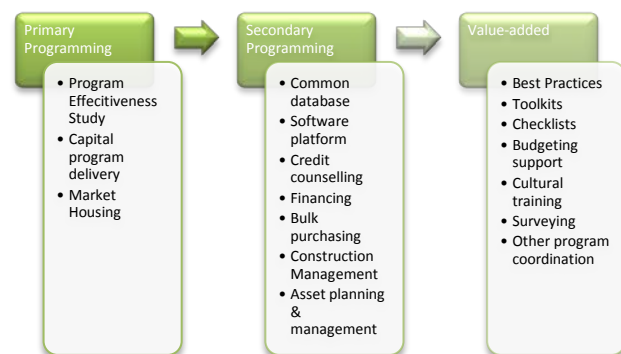 Primary
Programming
• Program
Effecitiveness
Study
• Capital
program
delivery
• Market
Housing
Secondary
Programming
• Common
database
• Software
platform
• Credit
counselling
• Financing
• Bulk
purchasing
• Construction
Management
• Asset planning
&
management
Value-added
• Best Practices
• Toolkits
• Checklists
• Budgeting
support
• Cultural
training
• Surveying
• Other program
coordination